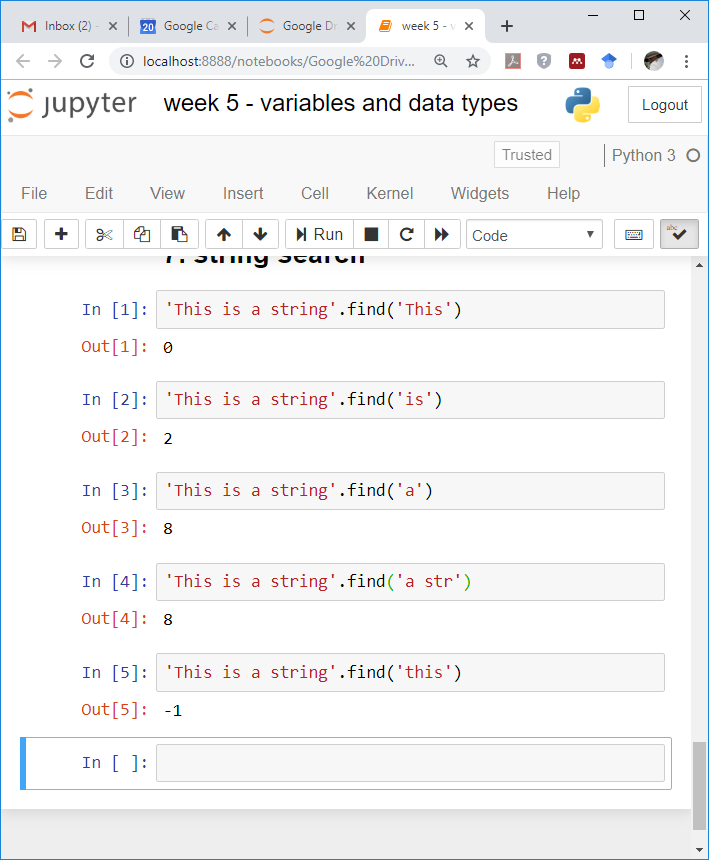 Inbox (2) -
Google Ca
Google Dr
week 5 - v
localhost:8888/notebooks/Google%20Driv...
jupyter week 5 - variables and data types
Logout
Trusted
Python 3
File Edit View Insert Cell Kernel Widgets Help
Run
Code
abc
7. string search
In [1]: 'This is a string'.find('This')
Out[1]: 0
In [2]: 'This is a string'.find('is')
Out[2]: 2
In [3]: 'This is a string'.find('a')
Out[3]: 8
In [4]: 'This is a string'.find('a str')
Out[4]: 8
In [5]: 'This is a string'.find('this')
Out[5]: -1
In [ ]: